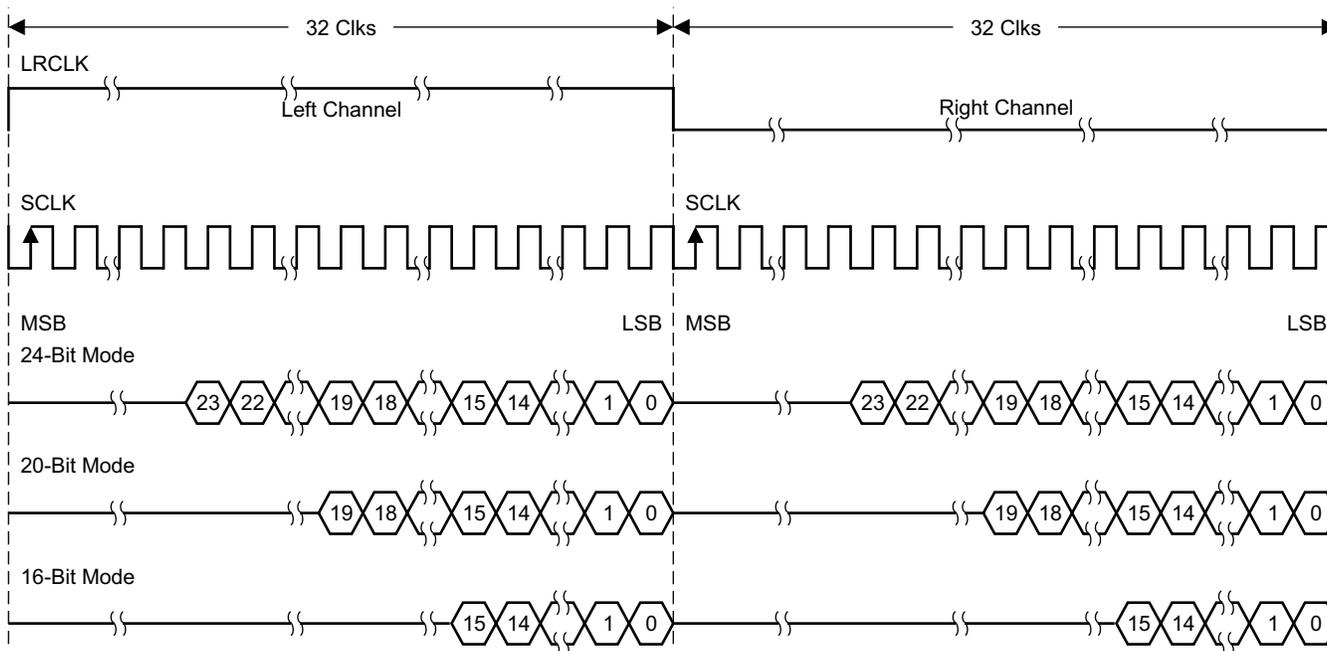 32 Clks 32 Clks
LRCLK
Left Channel Right Channel
SCLK SCLK
MSB LSB MSB LSB
24-Bit Mode
23 22 19 18 15 14 1 0 23 22 19 18 15 14 1 0
20-Bit Mode
19 18 15 14 1 0 19 18 15 14 1 0
16-Bit Mode
15 14 1 0 15 14 1 0